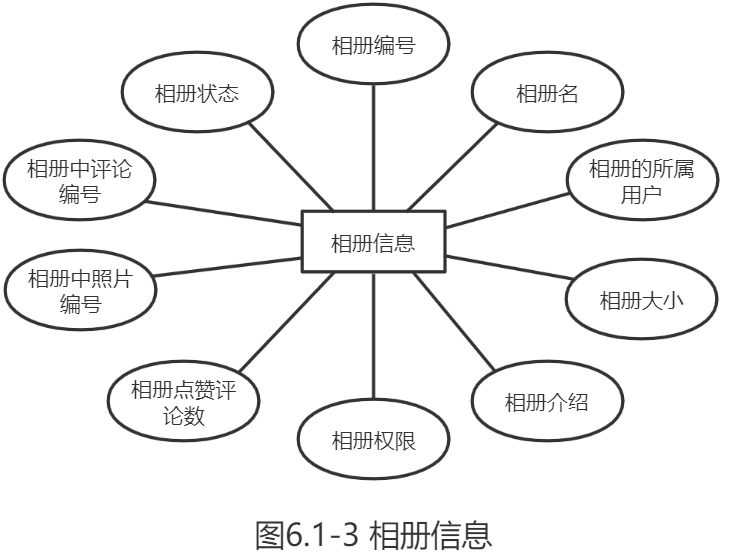 相册编号
相册状态
相册名
相册中评论
编号
相册的所属
用户
相册信息
相册中照片
编号
相册大小
相册点赞评
论数
相册介绍
相册权限
图6.1-3 相册信息